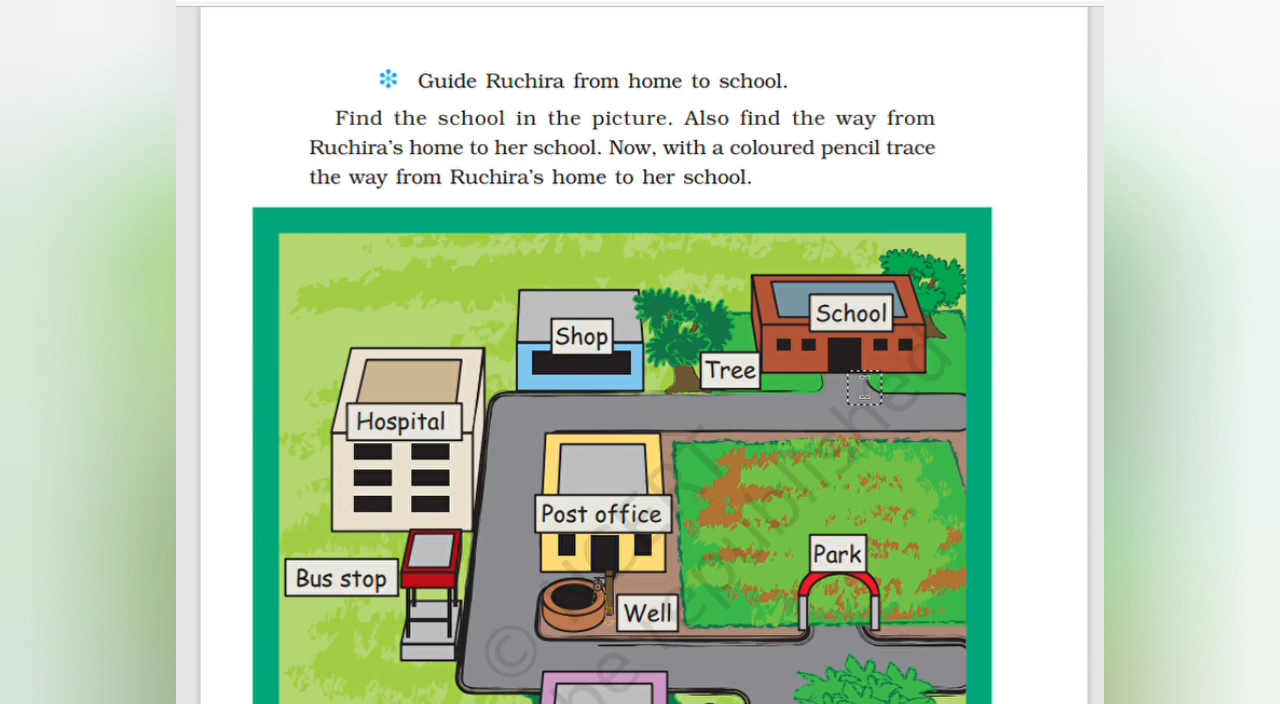 Guide Ruchira from home to school.
Find the school in the picture. Also find the way from
Ruchira's home to her school. Now, with a coloured pencil trace
the way from Ruchira's home to her school.
School
Shop
Tree
Hospital
Post office
Park
Bus stop
Well
be republished